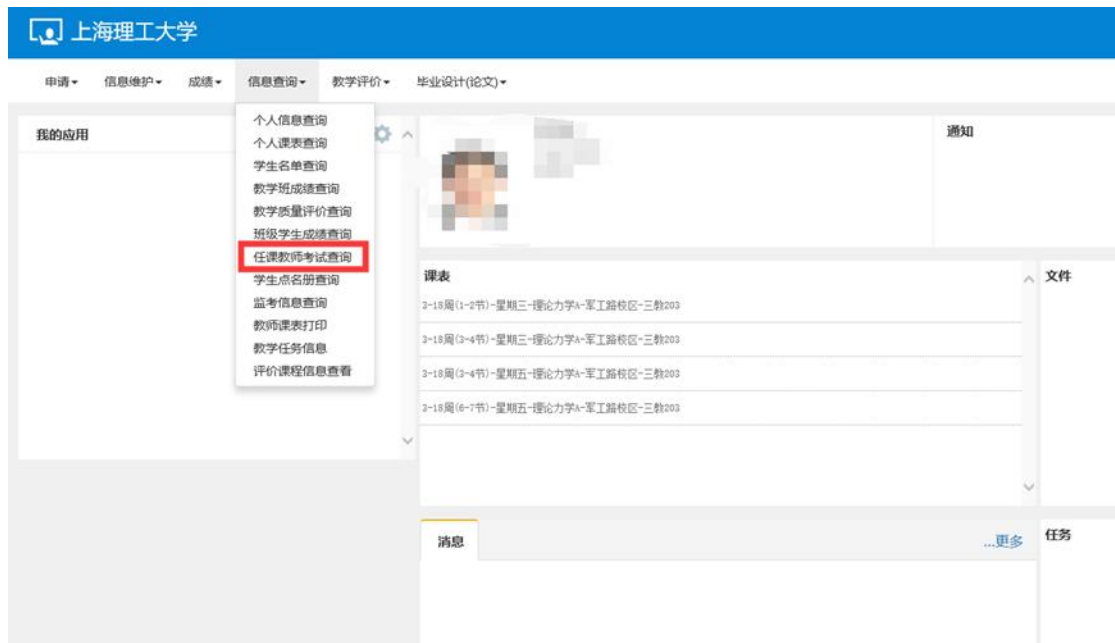 上海理工大学
申请 信息维护 成绩 信息查询 教学评价 毕业设计(论文)
我的应用
个人信息查询
个人课表查询
学生名单查询
教学班成绩查询
教学质量评价查询
班级学生成绩查询
任课教师考试查询
学生点名册查询
监考信息查询
教师课表打印
教学任务信息
评价课程信息查看
通知
课表
3-18周(1-2节)-星期三-理论力学A-军工路校区-三教203
3-18周(3-4节)-星期三-理论力学A-军工路校区-三教203
3-18周(3-4节)-星期五-理论力学A-军工路校区-三教203
3-18周(6-7节)-星期五-理论力学A-军工路校区-三教203
文件
消息
...更多
任务